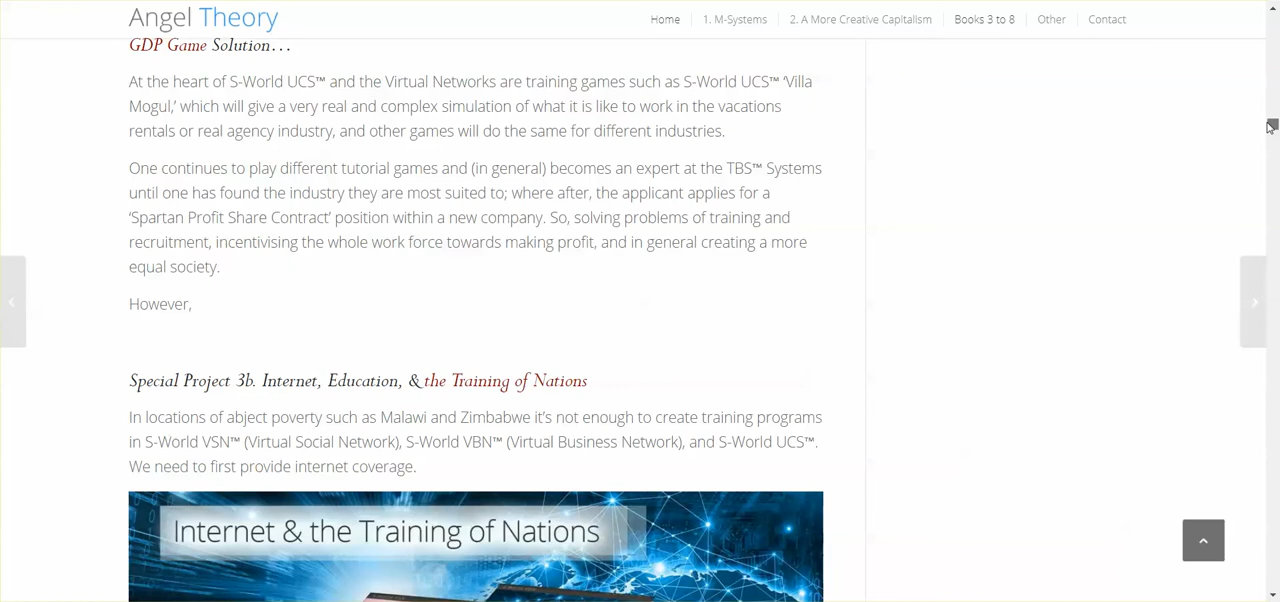 Angel Theory
Home
1. M-Systems
2. A More Creative Capitalism
Books 3 to 8
Other
Contact
GDP Game Solution…
At the heart of S-World UCS™ and the Virtual Networks are training games such as S-World UCS™ ‘Villa
Mogul,’ which will give a very real and complex simulation of what it is like to work in the vacations
rentals or real agency industry, and other games will do the same for different industries.
One continues to play different tutorial games and (in general) becomes an expert at the TBS™ Systems
until one has found the industry they are most suited to; where after, the applicant applies for a
‘Spartan Profit Share Contract’ position within a new company. So, solving problems of training and
recruitment, incentivising the whole work force towards making profit, and in general creating a more
equal society.
However,
Special Project 3b. Internet, Education, & the Training of Nations
In locations of abject poverty such as Malawi and Zimbabwe it’s not enough to create training programs
in S-World VSN™ (Virtual Social Network), S-World VBN™ (Virtual Business Network), and S-World UCS™.
We need to first provide internet coverage.
Internet & the Training of Nations